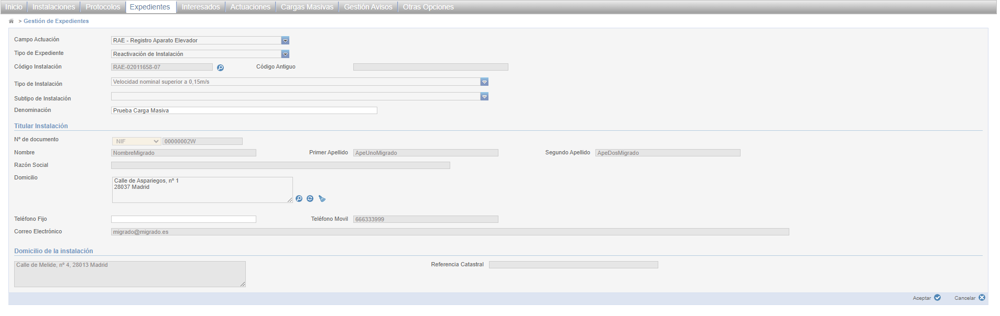 Inicio Instalaciones Protocolos Expedientes Interesados Actuaciones Cargas Masivas Gestión Avisos Otras Opciones
> Gestión de Expedientes
Campo Actuación RAE - Registro Aparato Elevador
Tipo de Expediente Reactivación de Instalación
Código Instalación RAE-02011658-07 Código Antiguo
Tipo de Instalación Velocidad nominal superior a 0,15m/s
Subtipo de Instalación
Denominación Prueba Carga Masiva
Titular Instalación
Nº de documento NIF 00000002W
Nombre NombreMigrado Primer Apellido ApeUnoMigrado Segundo Apellido ApeDosMigrado
Razón Social
Domicilio Calle de Aspariegos, nº 1
28037 Madrid
Teléfono Fijo Teléfono Movil 666333999
Correo Electrónico migrado@migrado.es
Domicilio de la instalación
Calle de Melide, nº 4, 28013 Madrid Referencia Catastral
Aceptar Cancelar